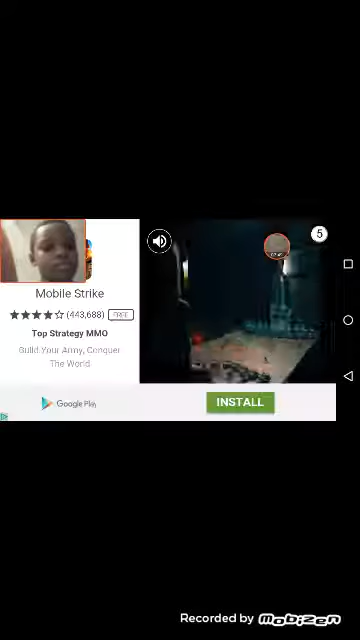 5
Mobile Strike
(443,688) FREE
Top Strategy MMO
Guild Your Army, Conquer
The World
Google Play
INSTALL
Recorded by Mobizen